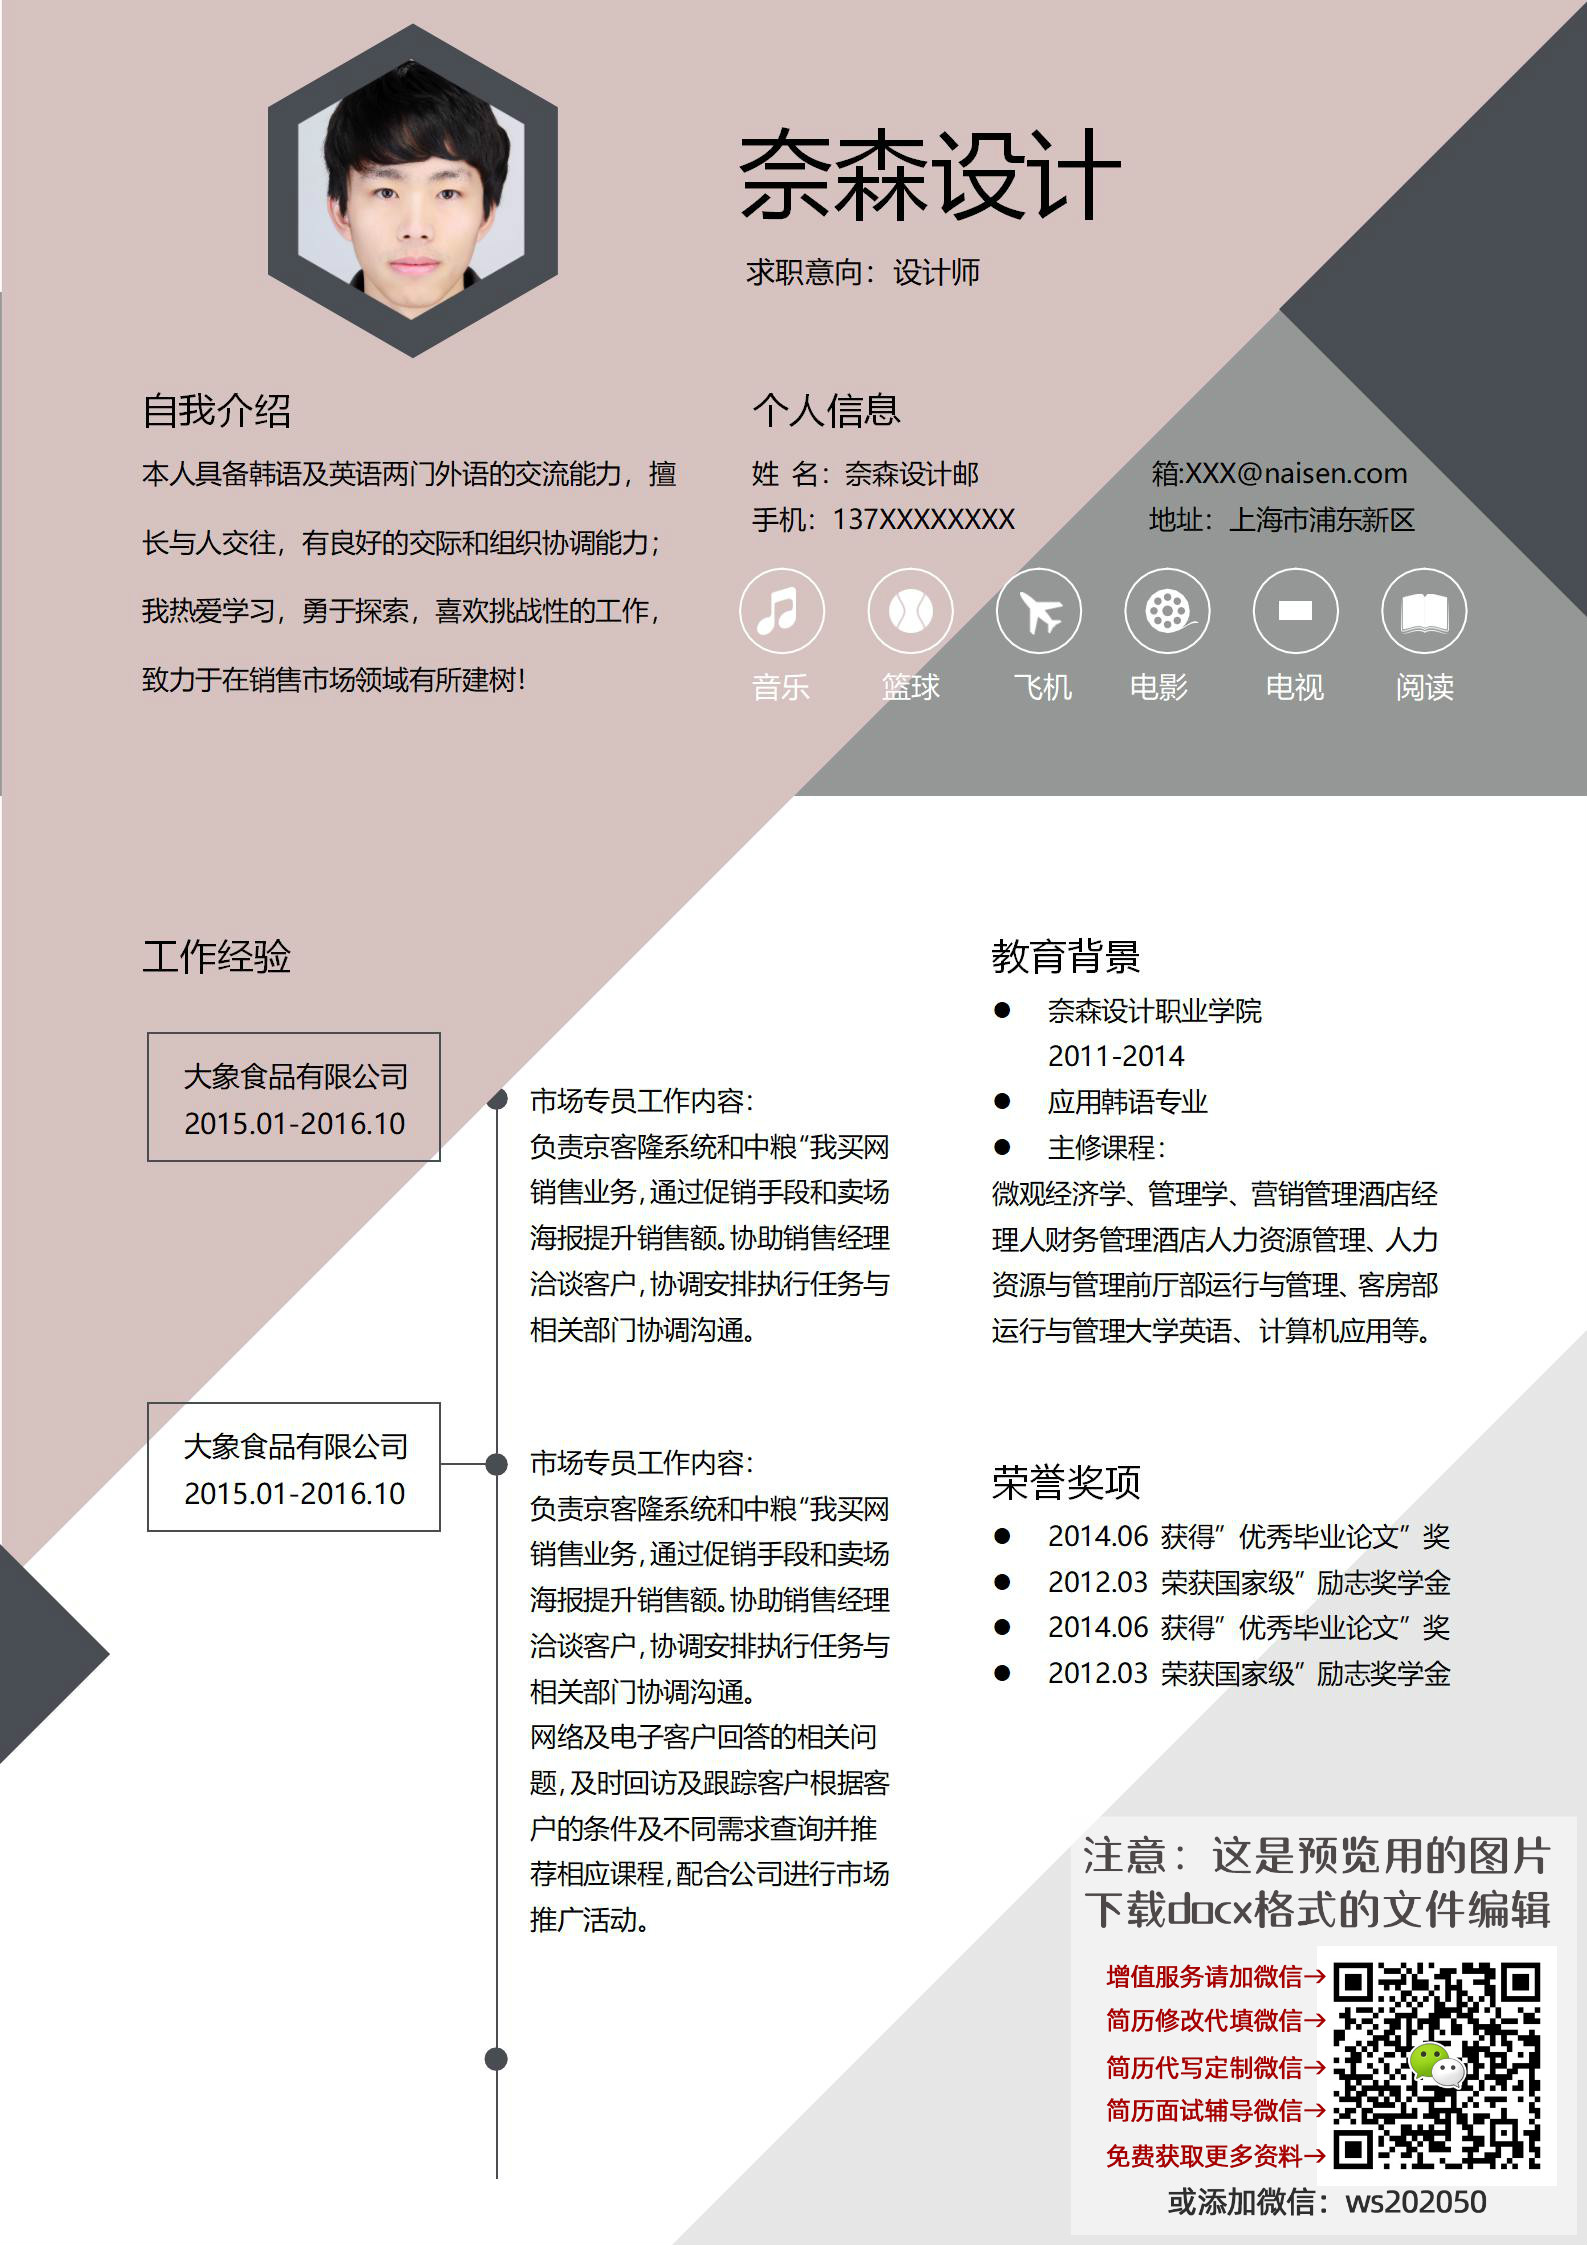 奈森设计
求职意向：设计师
自我介绍
本人具备韩语及英语两门外语的交流能力，擅
长与人交往，有良好的交际和组织协调能力；
我热爱学习，勇于探索，喜欢挑战性的工作，
致力于在销售市场领域有所建树！
个人信息
姓 名：奈森设计邮
箱:XXX@naisen.com
手机：137XXXXXXXX
地址：上海市浦东新区
音乐
篮球
飞机
电影
电视
阅读
工作经验
大象食品有限公司
2015.01-2016.10
市场专员工作内容：
负责京客隆系统和中粮“我买网
销售业务，通过促销手段和卖场
海报提升销售额。协助销售经理
洽谈客户，协调安排执行任务与
相关部门协调沟通。
大象食品有限公司
2015.01-2016.10
市场专员工作内容：
负责京客隆系统和中粮“我买网
销售业务，通过促销手段和卖场
海报提升销售额。协助销售经理
洽谈客户，协调安排执行任务与
相关部门协调沟通。
网络及电子客户回答的相关问
题，及时回访及跟踪客户根据客
户的条件及不同需求查询并推
荐相应课程，配合公司进行市场
推广活动。
教育背景
● 奈森设计职业学院
2011-2014
● 应用韩语专业
● 主修课程：
微观经济学、管理学、营销管理酒店经
理人财务管理酒店人力资源管理、人力
资源与管理前厅部运行与管理、客房部
运行与管理大学英语、计算机应用等。
荣誉奖项
● 2014.06 获得”优秀毕业论文”奖
● 2012.03 荣获国家级”励志奖学金
● 2014.06 获得”优秀毕业论文”奖
● 2012.03 荣获国家级”励志奖学金
注意：这是预览用的图片
下载docx格式的文件编辑
增值服务请加微信→
简历修改代填微信→
简历代写定制微信→
简历面试辅导微信→
免费获取更多资料→
或添加微信：ws202050